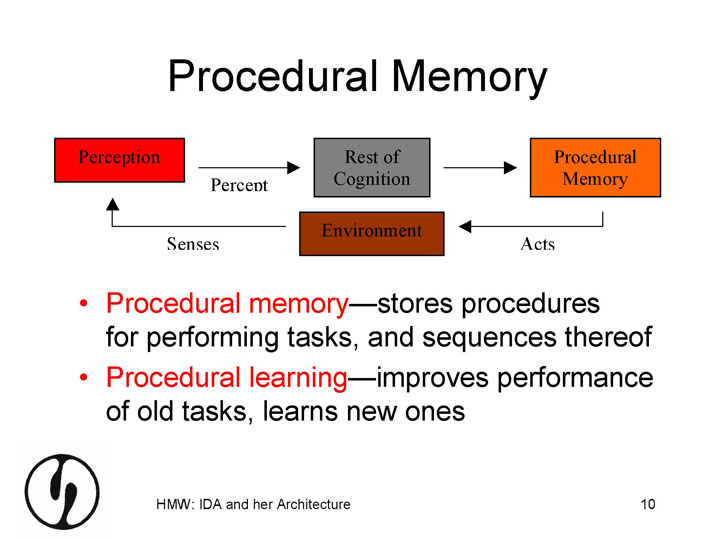 Procedural Memory
Perception
Percept
Rest of
Cognition
Procedural
Memory
Senses
Environment
Acts
• Procedural memory—stores procedures
for performing tasks, and sequences thereof
• Procedural learning—improves performance
of old tasks, learns new ones
HMW: IDA and her Architecture
10